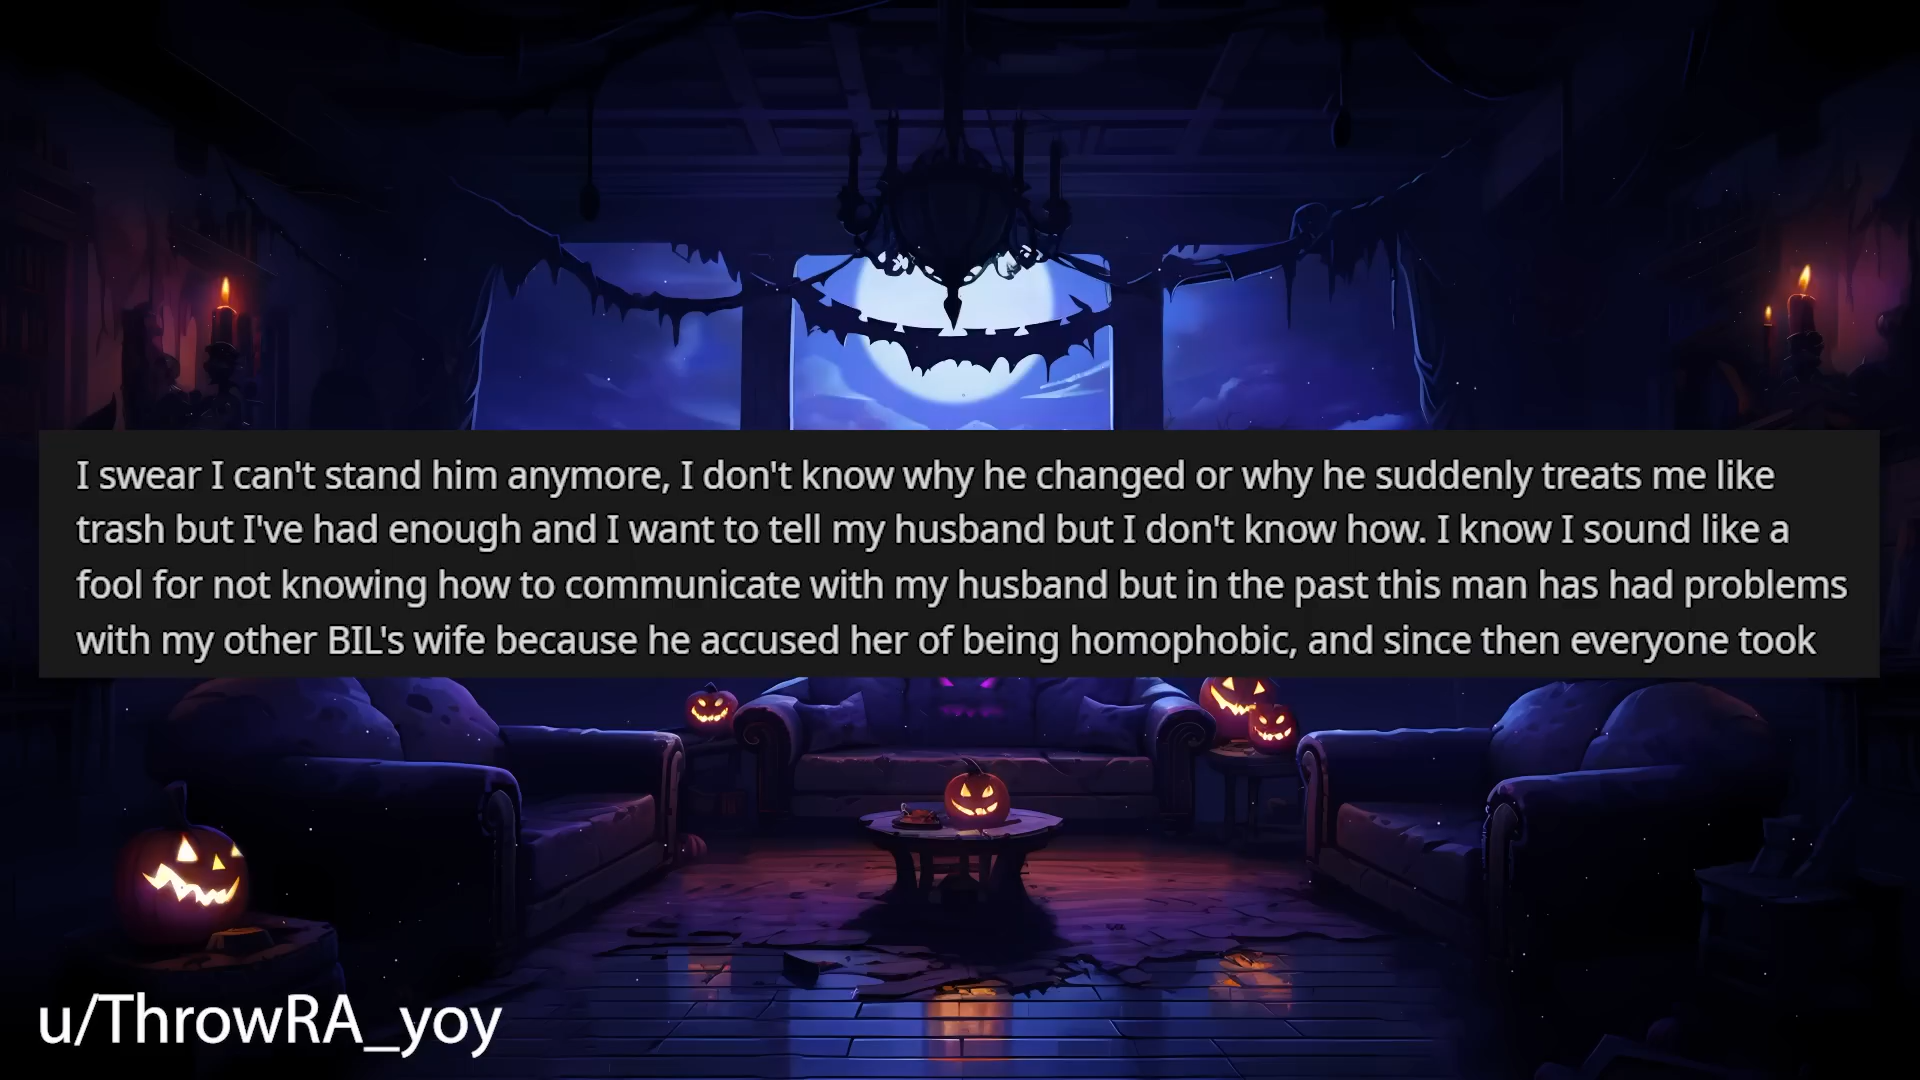 I swear I can't stand him anymore, I don't know why he changed or why he suddenly treats me like
trash but I've had enough and I want to tell my husband but I don't know how. I know I sound like a
fool for not knowing how to communicate with my husband but in the past this man has had problems
with my other BIL's wife because he accused her of being homophobic, and since then everyone took
u/ThrowRA_yoy